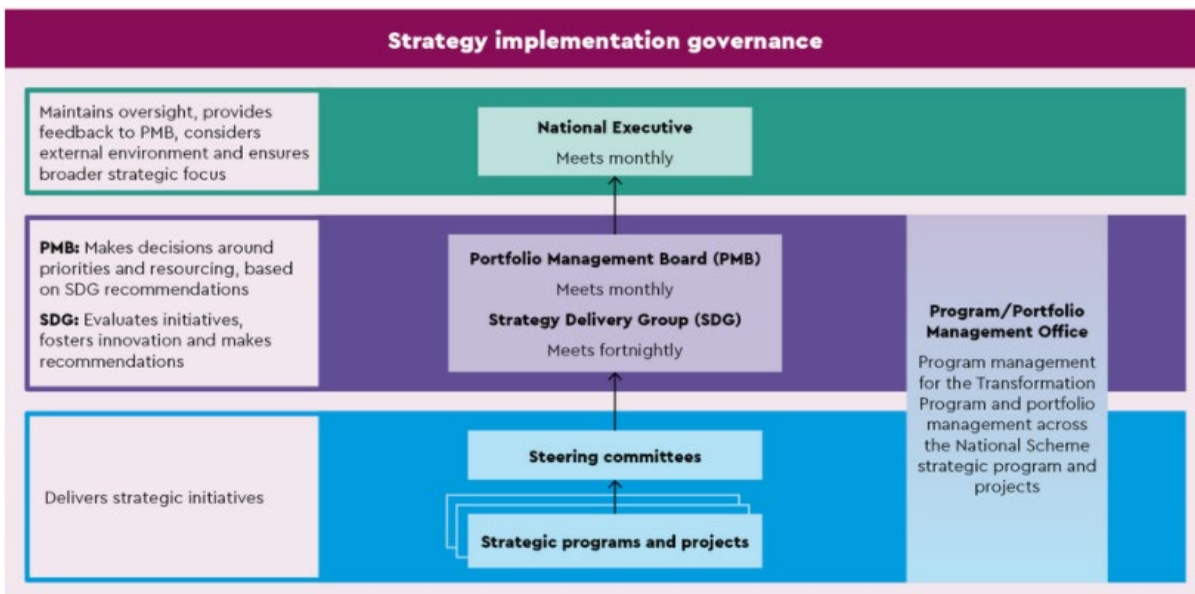 Strategy implementation governance
Maintains oversight, provides
feedback to PMB, considers
external environment and ensures
broader strategic focus
National Executive
Meets monthly
PMB: Makes decisions around
priorities and resourcing, based
on SDG recommendations
SDG: Evaluates initiatives,
fosters innovation and makes
recommendations
Portfolio Management Board (PMB)
Meets monthly
Strategy Delivery Group (SDG)
Meets fortnightly
Program/Portfolio
Management Office
Program management
for the Transformation
Program and portfolio
management across
the National Scheme
strategic program and
projects
Delivers strategic initiatives
Steering committees
Strategic programs and projects